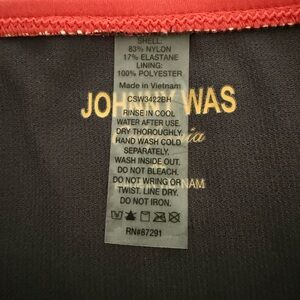 SHELL:
83% NYLON
17% ELASTANE
LINING:
100% POLYESTER
Made in Vietnam
CSW3422BH
JOHNNY WAS
RINSE IN COOL
WATER AFTER USE.
DRY THOROUGHLY.
HAND WASH COLD
SEPARATELY.
WASH INSIDE OUT.
DO NOT BLEACH.
DO NOT WRING OR
TWIST. LINE DRY.
DO NOT IRON.
RN#87291